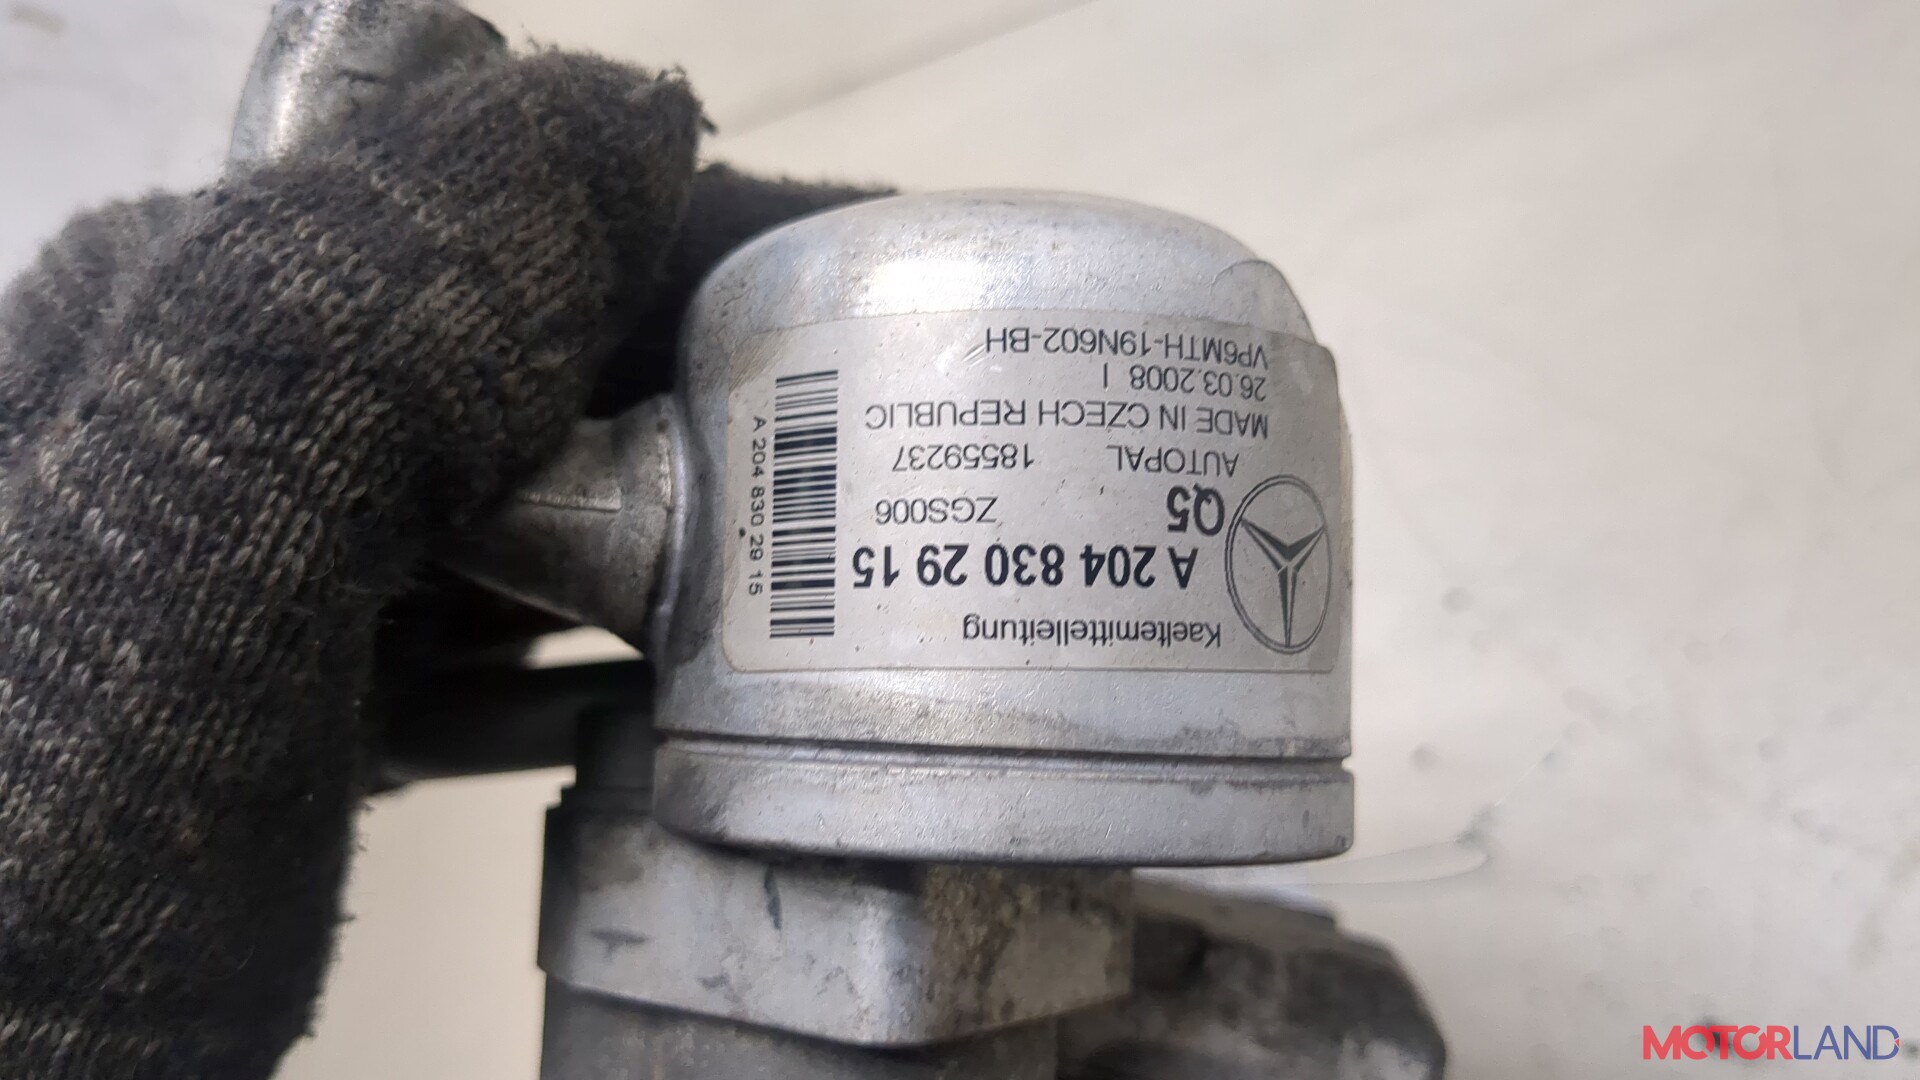 Kaeltemittelleitung
A 204 830 29 15
Q5 ZGS006
AUTOPAL 18559237
MADE IN CZECH REPUBLIC
26.03.2008 I
VP6MTH-19N602-BH
A 204 830 29 15
MOTORLAND